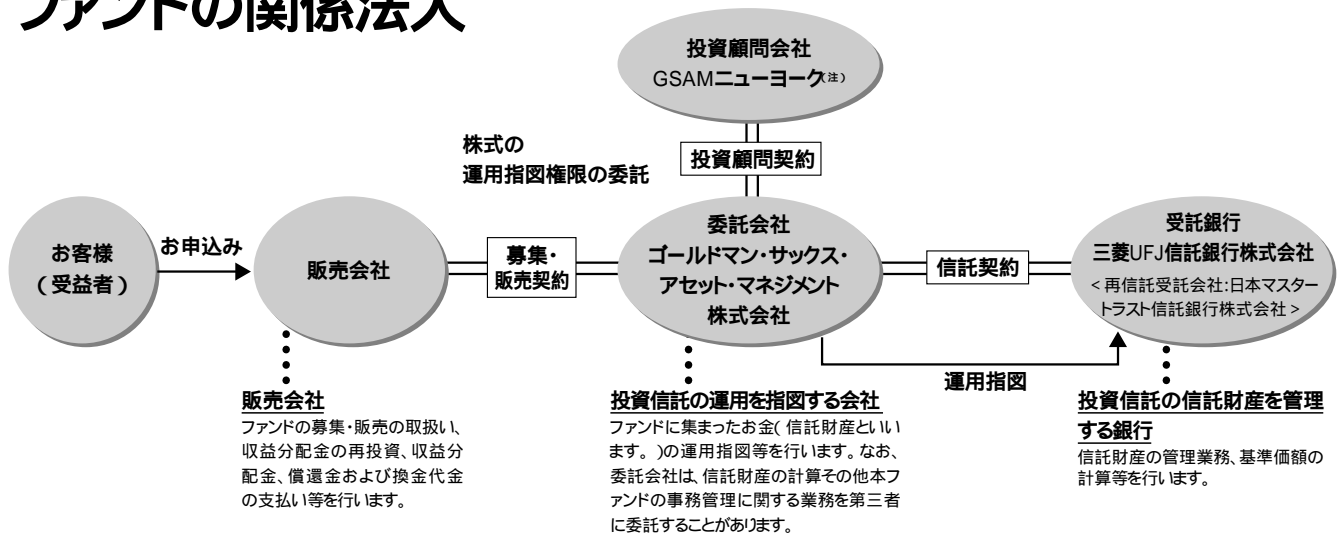 ファンドの関係法人
投資顧問会社
GSAMニューヨーク(注)
株式の
運用指図権限の委託
投資顧問契約
お客様
(受益者)
お申込み
販売会社
募集・
販売契約
委託会社
ゴールドマン・サックス・
アセット・マネジメント
株式会社
信託契約
受託銀行
三菱UFJ信託銀行株式会社
<再信託受託会社:日本マスター
トラスト信託銀行株式会社>
運用指図
販売会社
ファンドの募集・販売の取扱い、
収益分配金の再投資、収益分
配金、償還金および換金代金
の支払い等を行います。
投資信託の運用を指図する会社
ファンドに集まったお金(信託財産といい
ます。)の運用指図等を行います。なお、
委託会社は、信託財産の計算その他本フ
ァンドの事務管理に関する業務を第三者
に委託することがあります。
投資信託の信託財産を管理
する銀行
信託財産の管理業務、基準価額の
計算等を行います。